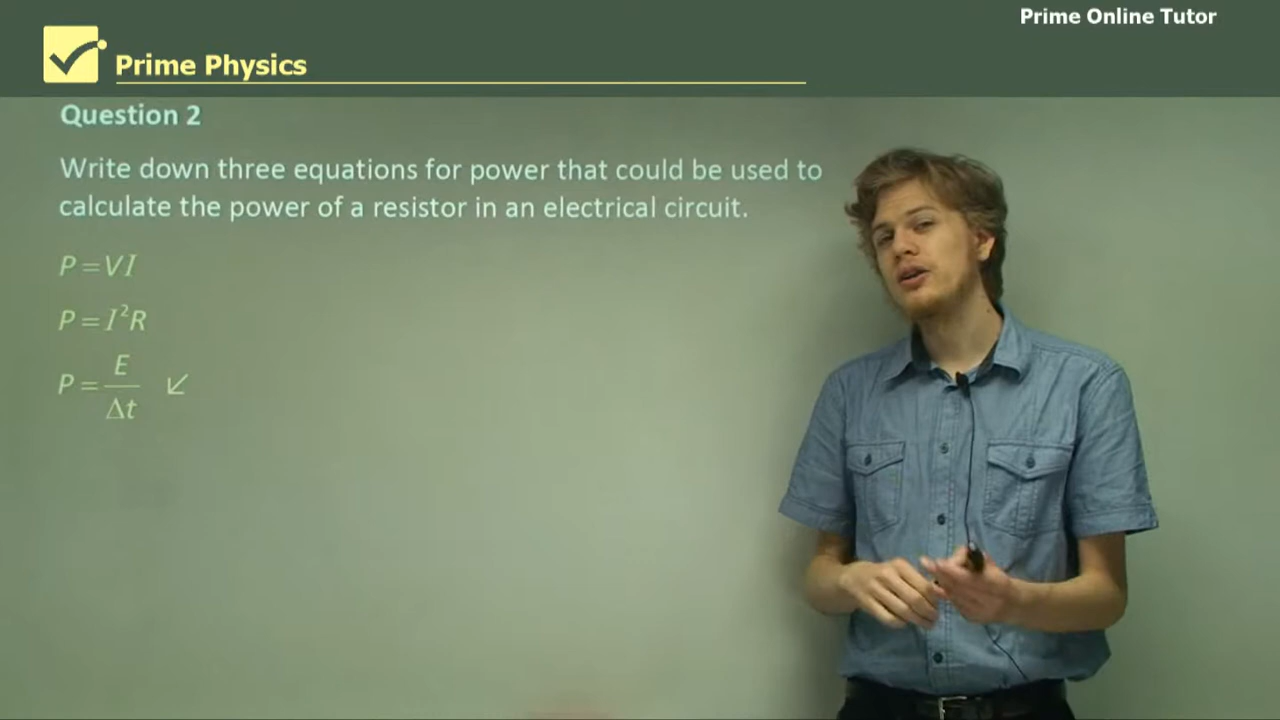 Prime Online Tutor
Prime Physics
Question 2
Write down three equations for power that could be used to
calculate the power of a resistor in an electrical circuit.
P = VI
P = I²R
P = E/Δt ↙